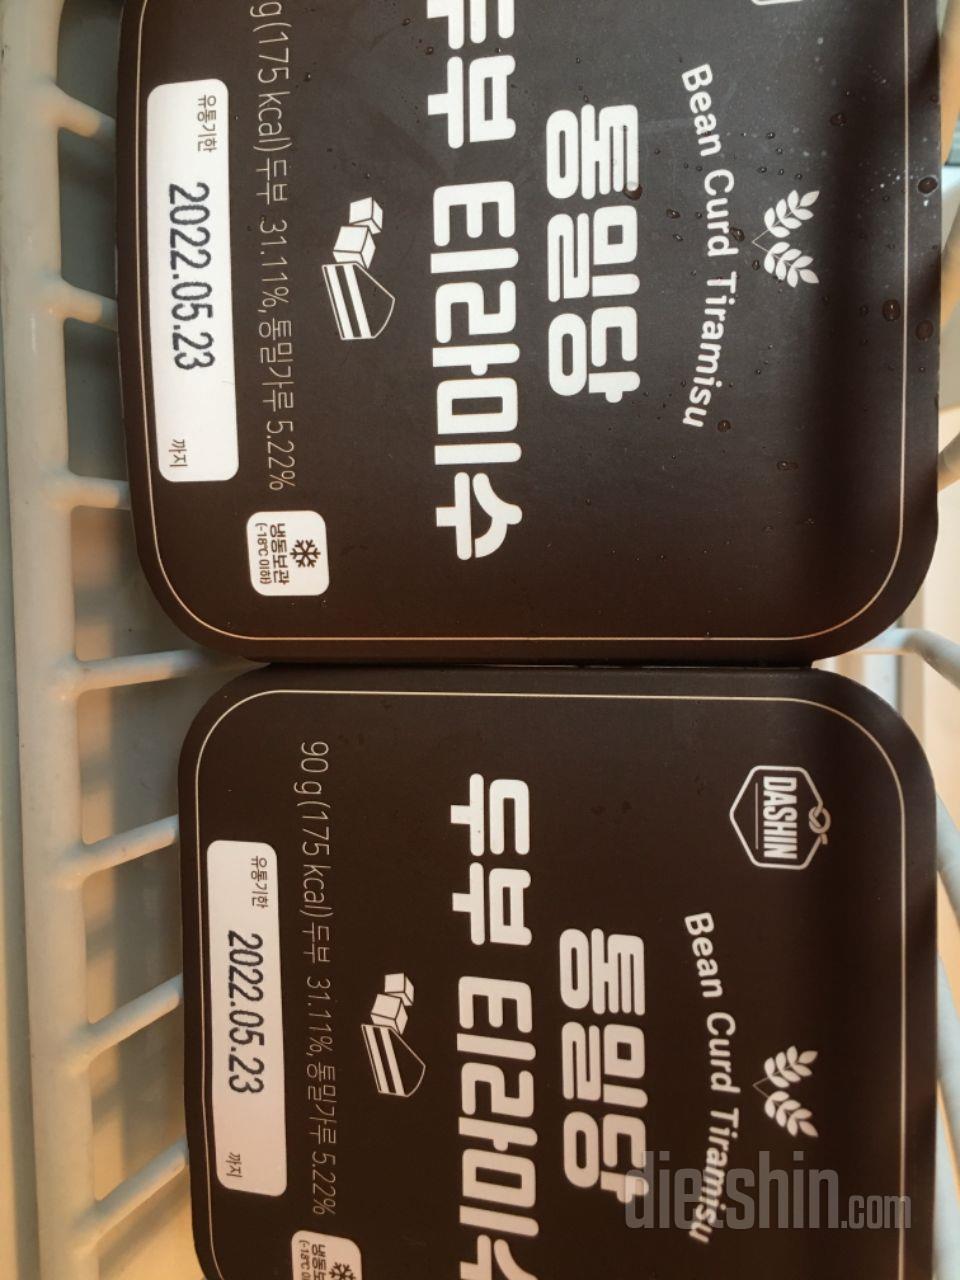 Bean Curd Tiramisu
통밀당
두부 티라미수
g (175 kcal) 두부 31.11%, 통밀가루 5.22%
유통기한 2022.05.23 까지
냉동보관
(-18℃ 이하)
DASHIN
Bean Curd Tiramisu
통밀당
두부 티라미수
90 g (175 kcal) 두부 31.11%, 통밀가루 5.22%
유통기한 2022.05.23 까지
냉동보
(-18℃
dietshin.com